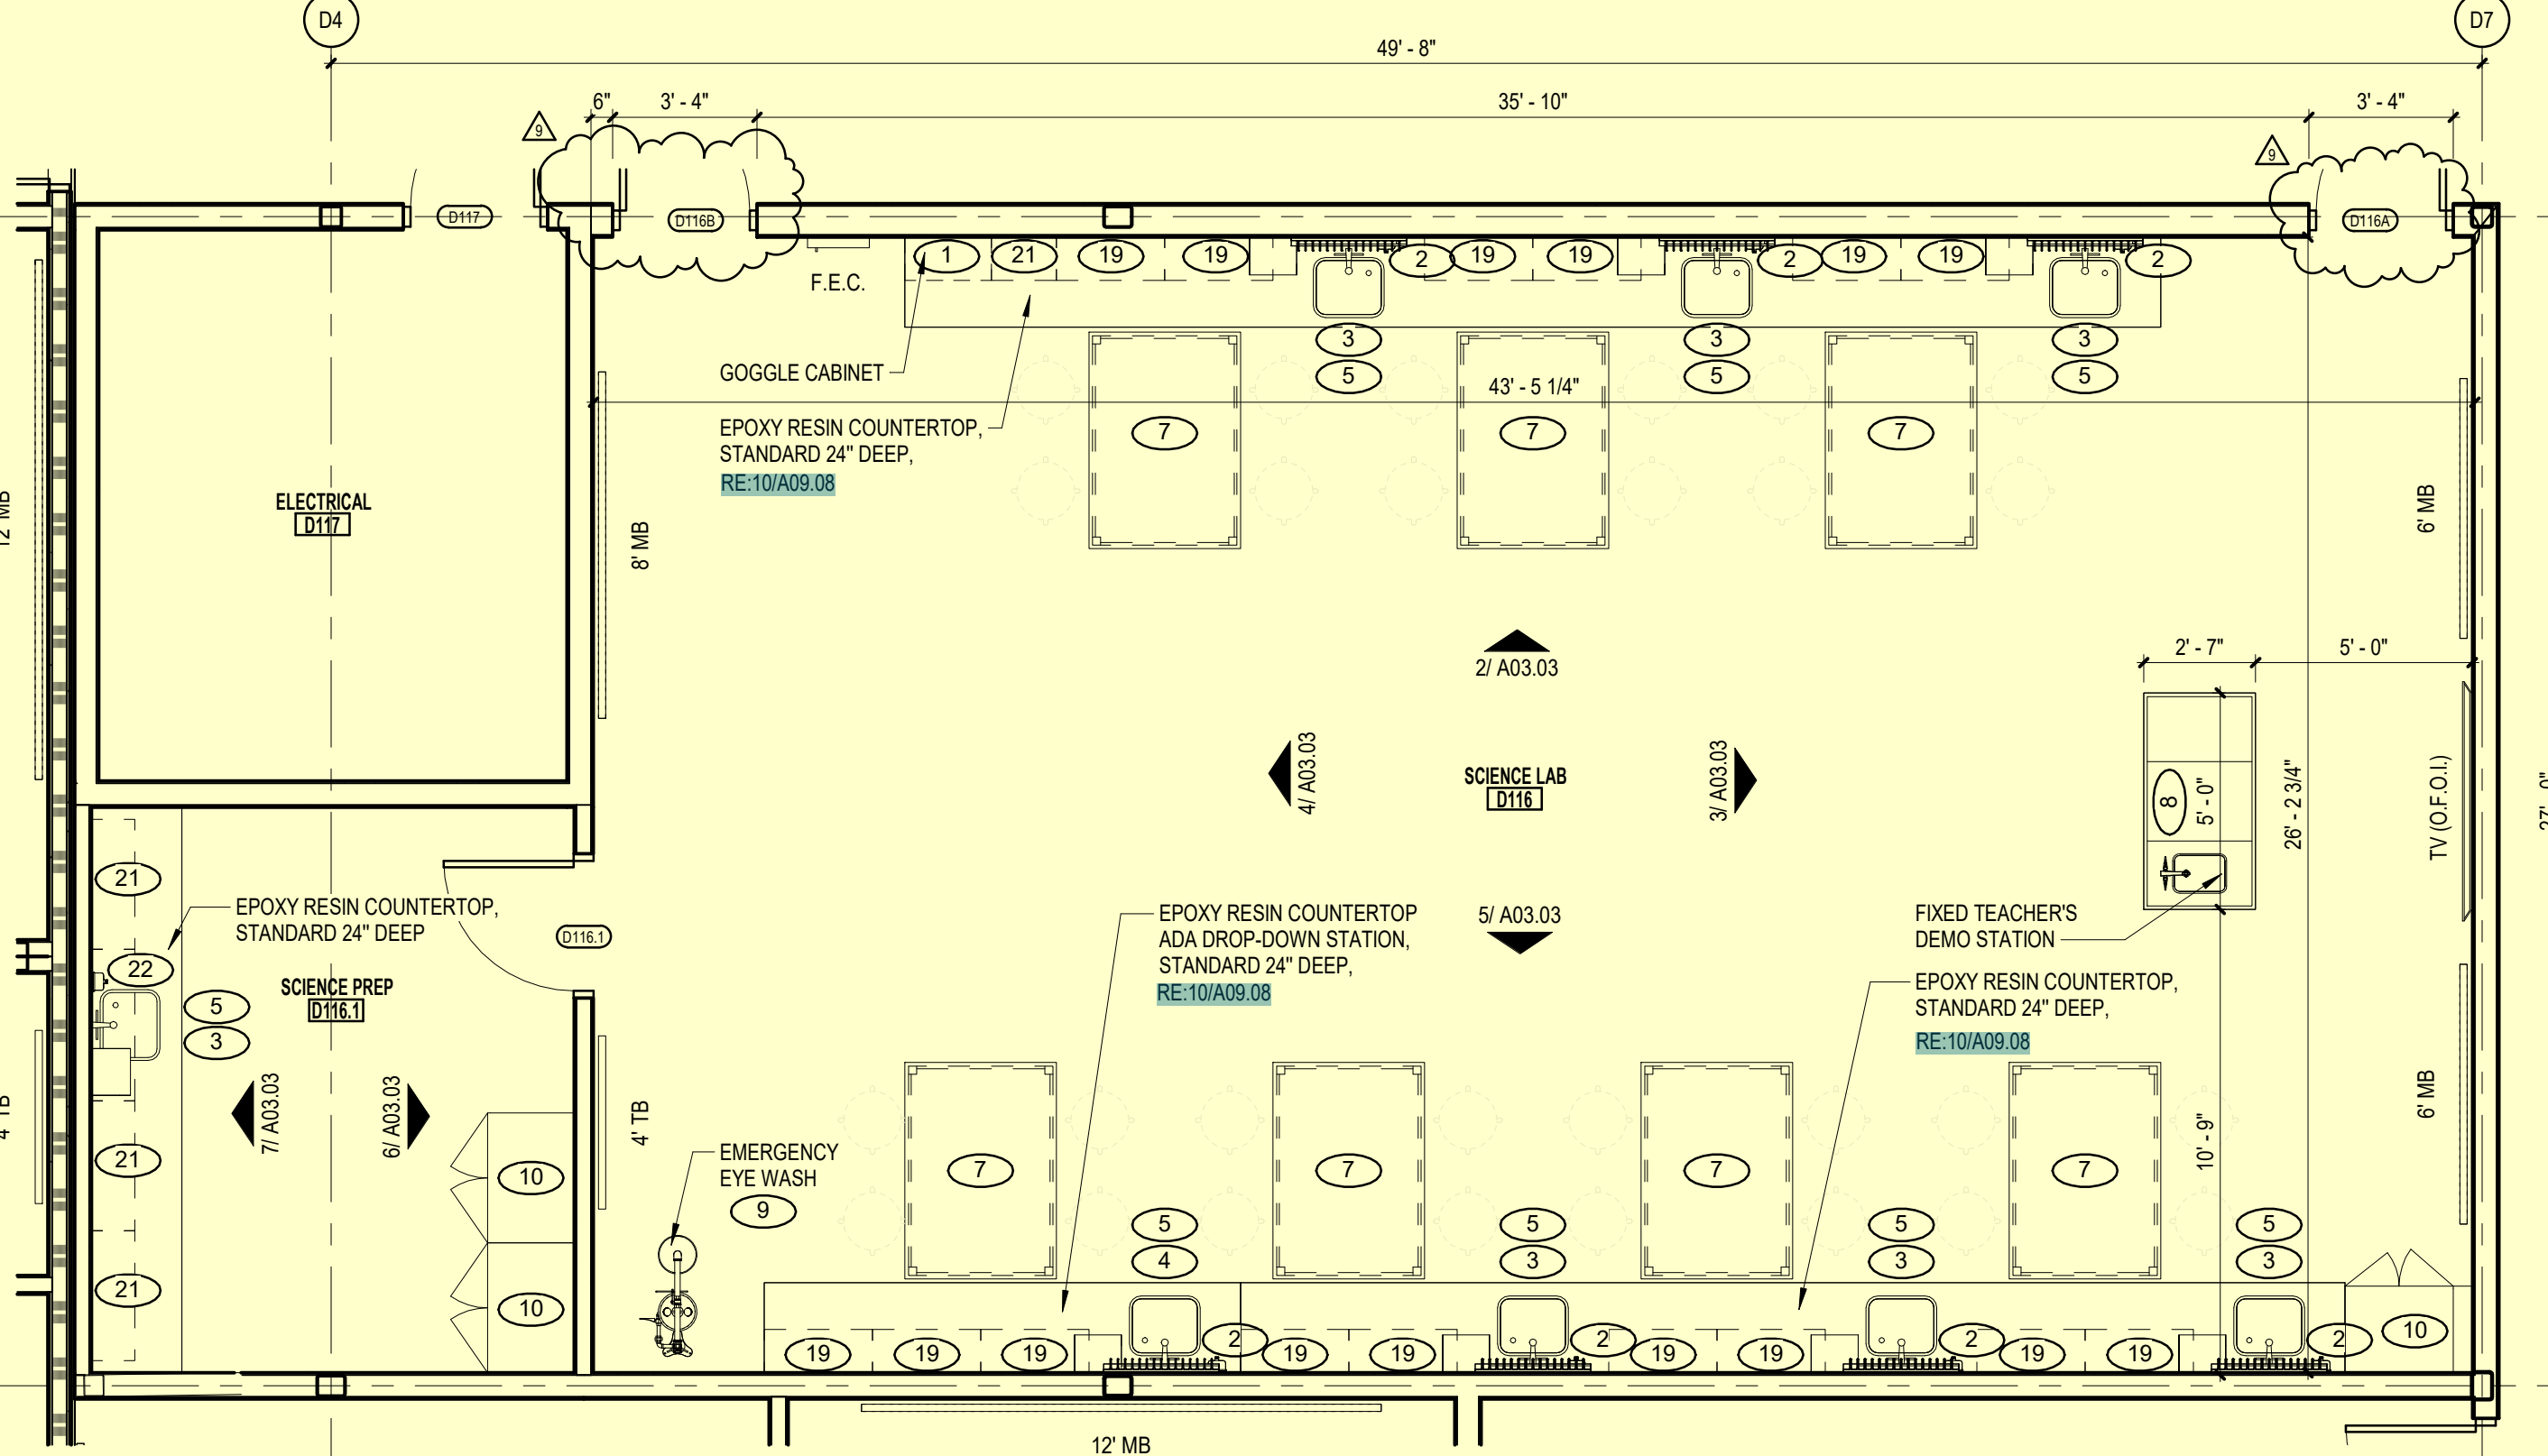 D4
D7
49' - 8"
6"
3' - 4"
35' - 10"
3' - 4"
9
9
D117
D116B
D116A
F.E.C.
1
21
19
19
2
19
19
2
19
19
2
3
3
3
5
5
5
GOGGLE CABINET
43' - 5 1/4"
EPOXY RESIN COUNTERTOP,
STANDARD 24" DEEP,
RE:10/A09.08
7
7
7
12' MB
ELECTRICAL
D117
8' MB
6' MB
2/ A03.03
2' - 7"
5' - 0"
4/ A03.03
SCIENCE LAB
D116
3/ A03.03
8
5' - 0"
26' - 2 3/4"
TV (O.F.O.I.)
27' - 0"
21
EPOXY RESIN COUNTERTOP,
STANDARD 24" DEEP
D116.1
EPOXY RESIN COUNTERTOP
ADA DROP-DOWN STATION,
STANDARD 24" DEEP,
RE:10/A09.08
5/ A03.03
FIXED TEACHER'S
DEMO STATION
22
SCIENCE PREP
D116.1
5
3
EPOXY RESIN COUNTERTOP,
STANDARD 24" DEEP,
RE:10/A09.08
4' TB
7/ A03.03
6/ A03.03
4' TB
10' - 9"
6' MB
21
10
EMERGENCY
EYE WASH
9
7
7
7
7
5
5
5
5
4
3
3
3
21
10
19
19
19
2
19
19
2
19
19
2
19
19
2
10
12' MB